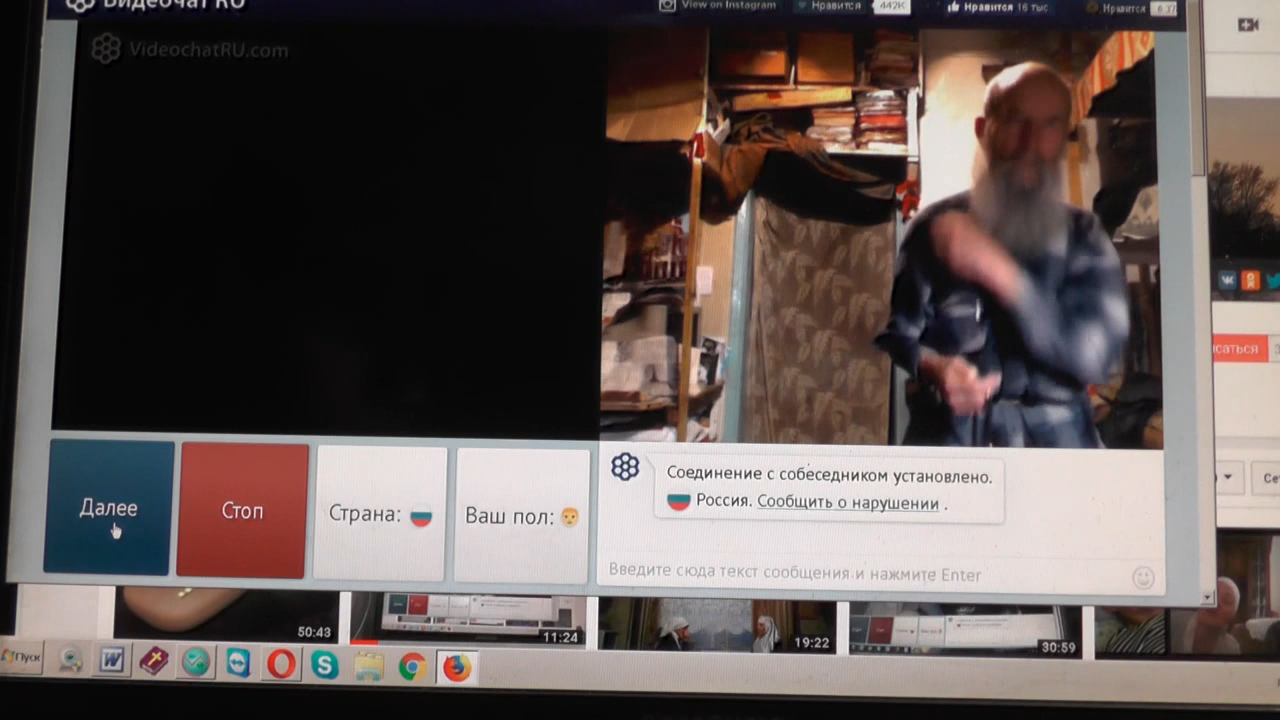 Видеочат RU
View on Instagram
Нравится
442K
Нравится 16 тыс
Нравится
VideochatRU.com
Далее
Стоп
Страна:
Ваш пол:
Соединение с собеседником установлено.
Россия. Сообщить о нарушении .
Введите сюда текст сообщения и нажмите Enter
исаться
50:43
11:24
19:22
30:59
Пуск